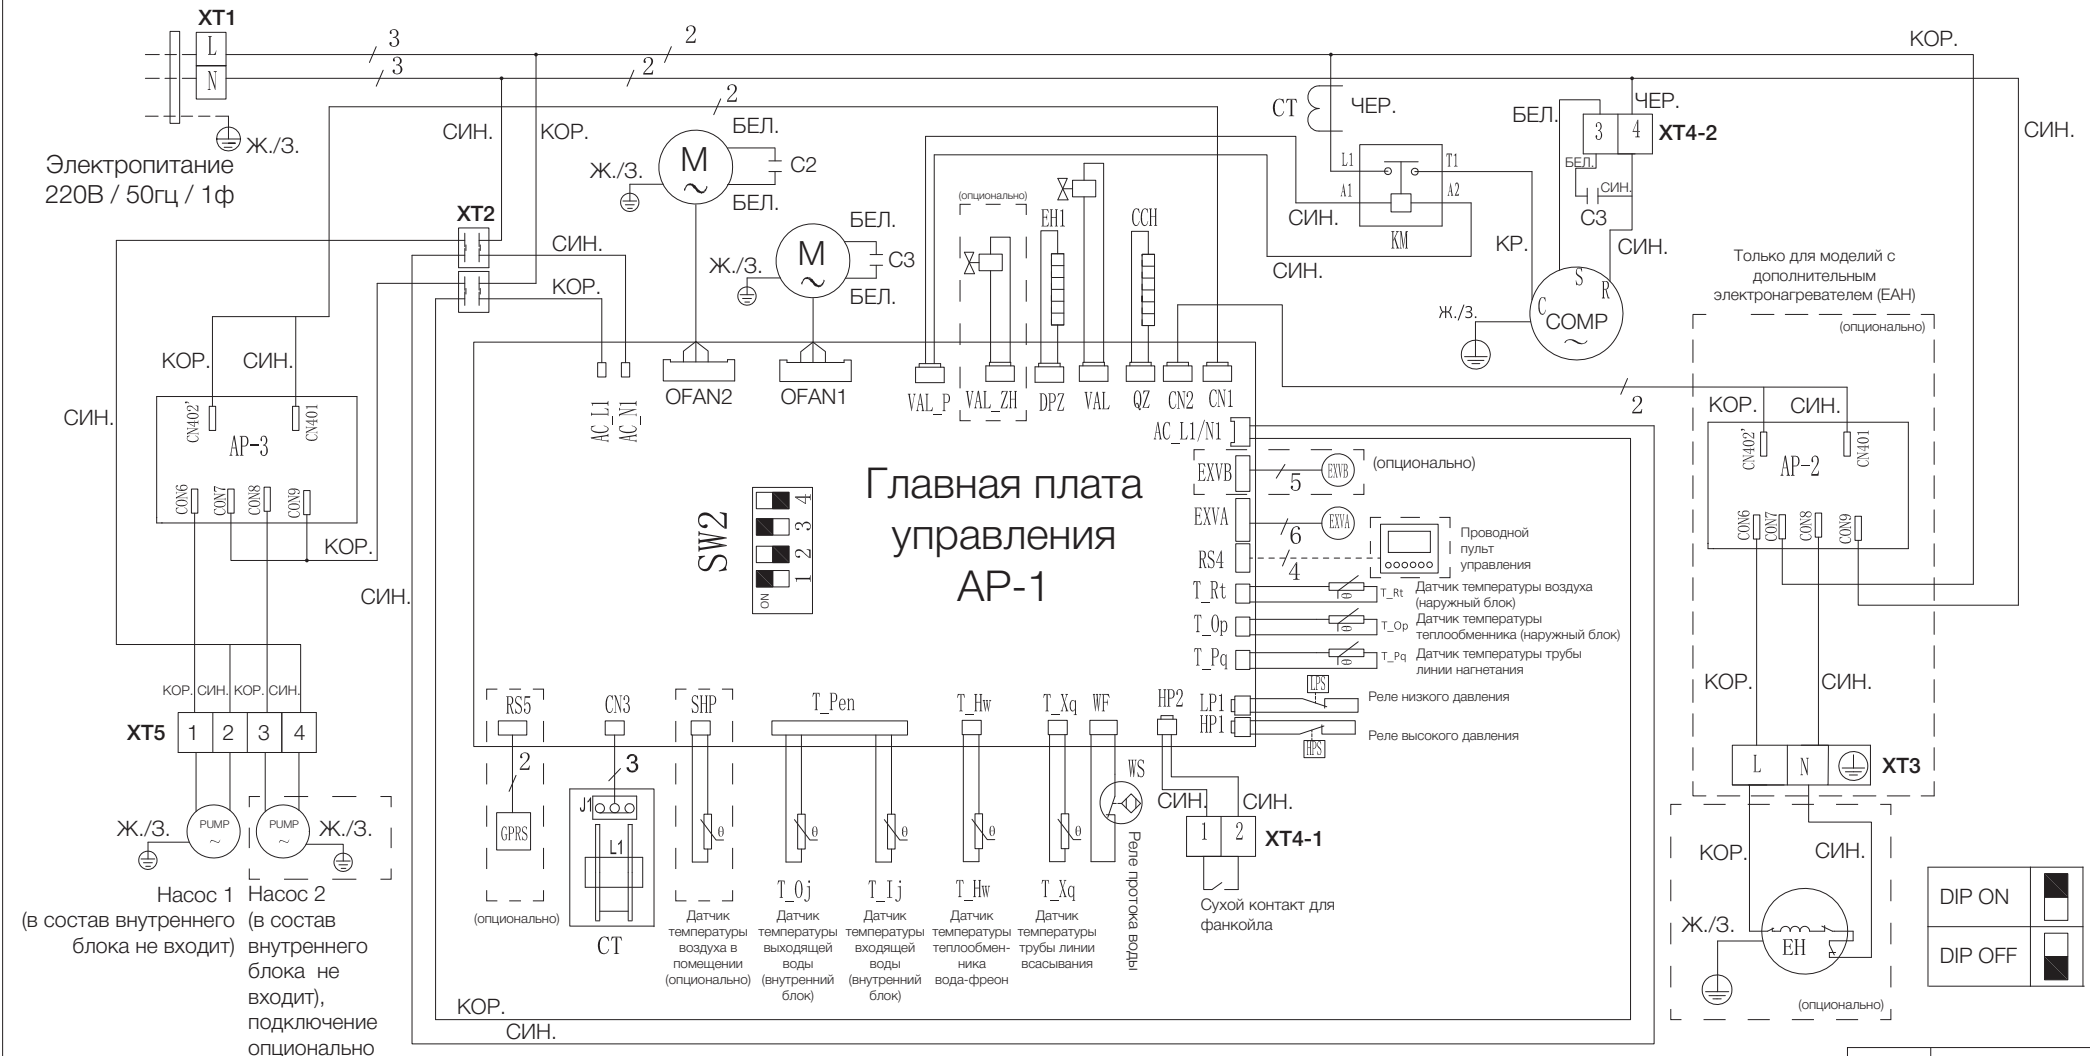 XT1
L
N
3
3
2
2
КОР.
Ж./З.
Электропитание
220В / 50гц / 1ф
СИН.
КОР.
2
XT2
СИН.
КОР.
M
~
БЕЛ.
C2
БЕЛ.
Ж./З.
M
~
БЕЛ.
C3
БЕЛ.
Ж./З.
CT
ЧЕР.
L1
T1
A1
A2
KM
СИН.
СИН.
КР.
БЕЛ.
ЧЕР.
3
4
XT4-2
БЕЛ.
СИН.
C3
СИН.
S
R
C
COMP
~
Ж./З.
СИН.
Только для моделей с
дополнительным
электронагревателем (EAH)
(опционально)
(опционально)
EH1
CCH
КОР.
СИН.
CN402'
CN401
AP-3
CON6
CON7
CON8
CON9
КОР.
СИН.
СИН.
AC_L1
AC_N1
OFAN2
OFAN1
VAL_P
VAL_ZH
DPZ
VAL
QZ
CN2
CN1
AC_L1/N1
2
КОР.
СИН.
CN402'
CN401
AP-2
CON6
CON7
CON8
CON9
Главная плата
управления
AP-1
SW2
4
3
2
1
ON
EXVB
5
EXVB
(опционально)
EXVA
6
EXVA
RS4
4
Проводной
пульт
управления
T_Rt
θ
T_Rt
Датчик температуры воздуха
(наружный блок)
T_Op
θ
T_Op
Датчик температуры
теплообменника (наружный блок)
T_Pq
θ
T_Pq
Датчик температуры трубы
линии нагнетания
LP1
LPS
Реле низкого давления
HP1
HPS
Реле высокого давления
КОР.
СИН.
L
N
XT3
КОР. СИН. КОР. СИН.
XT5
1
2
3
4
PUMP
~
PUMP
~
Ж./З.
Ж./З.
Насос 1
(в состав внутреннего
блока не входит)
Насос 2
(в состав
внутреннего
блока не
входит),
подключение
опционально
RS5
2
GPRS
(опционально)
CN3
3
J1
L1
CT
SHP
θ
Датчик
температуры
воздуха в
помещении
(опционально)
T_Pen
θ
T_Oj
Датчик
температуры
выходящей
воды
(внутренний
блок)
θ
T_Ij
Датчик
температуры
входящей
воды
(внутренний
блок)
T_Hw
θ
T_Hw
Датчик
температуры
теплообмен-
ника
вода-фреон
T_Xq
θ
T_Xq
Датчик
температуры
трубы линии
всасывания
WF
WS
Реле протока воды
HP2
СИН.
СИН.
1
2
XT4-1
Сухой контакт для
фанкойла
КОР.
СИН.
КОР.
СИН.
Ж./З.
EH
(опционально)
DIP ON
DIP OFF